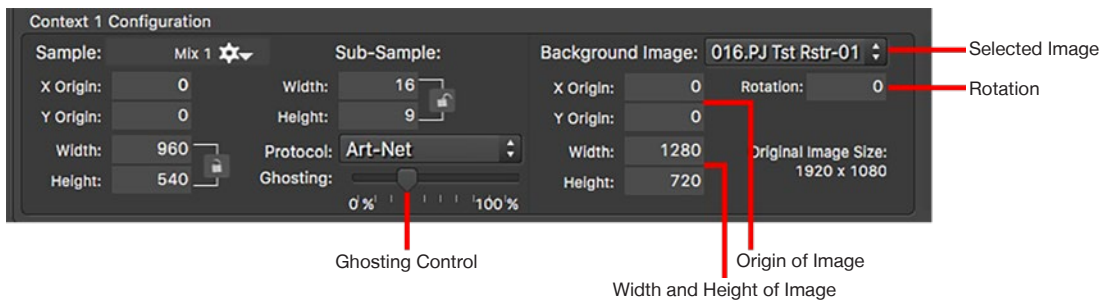 Context 1 Configuration
Sample: Mix 1 Sub-Sample: Background Image: 016.PJ Tst Rstr-01 Selected Image
X Origin: 0 Width: 16 X Origin: 0 Rotation: 0 Rotation
Y Origin: 0 Height: 9 Y Origin: 0
Width: 960 Protocol: Art-Net Width: 1280 Original Image Size:
Height: 540 Ghosting: Height: 720 1920 x 1080
0% 100%
Ghosting Control Origin of Image
Width and Height of Image